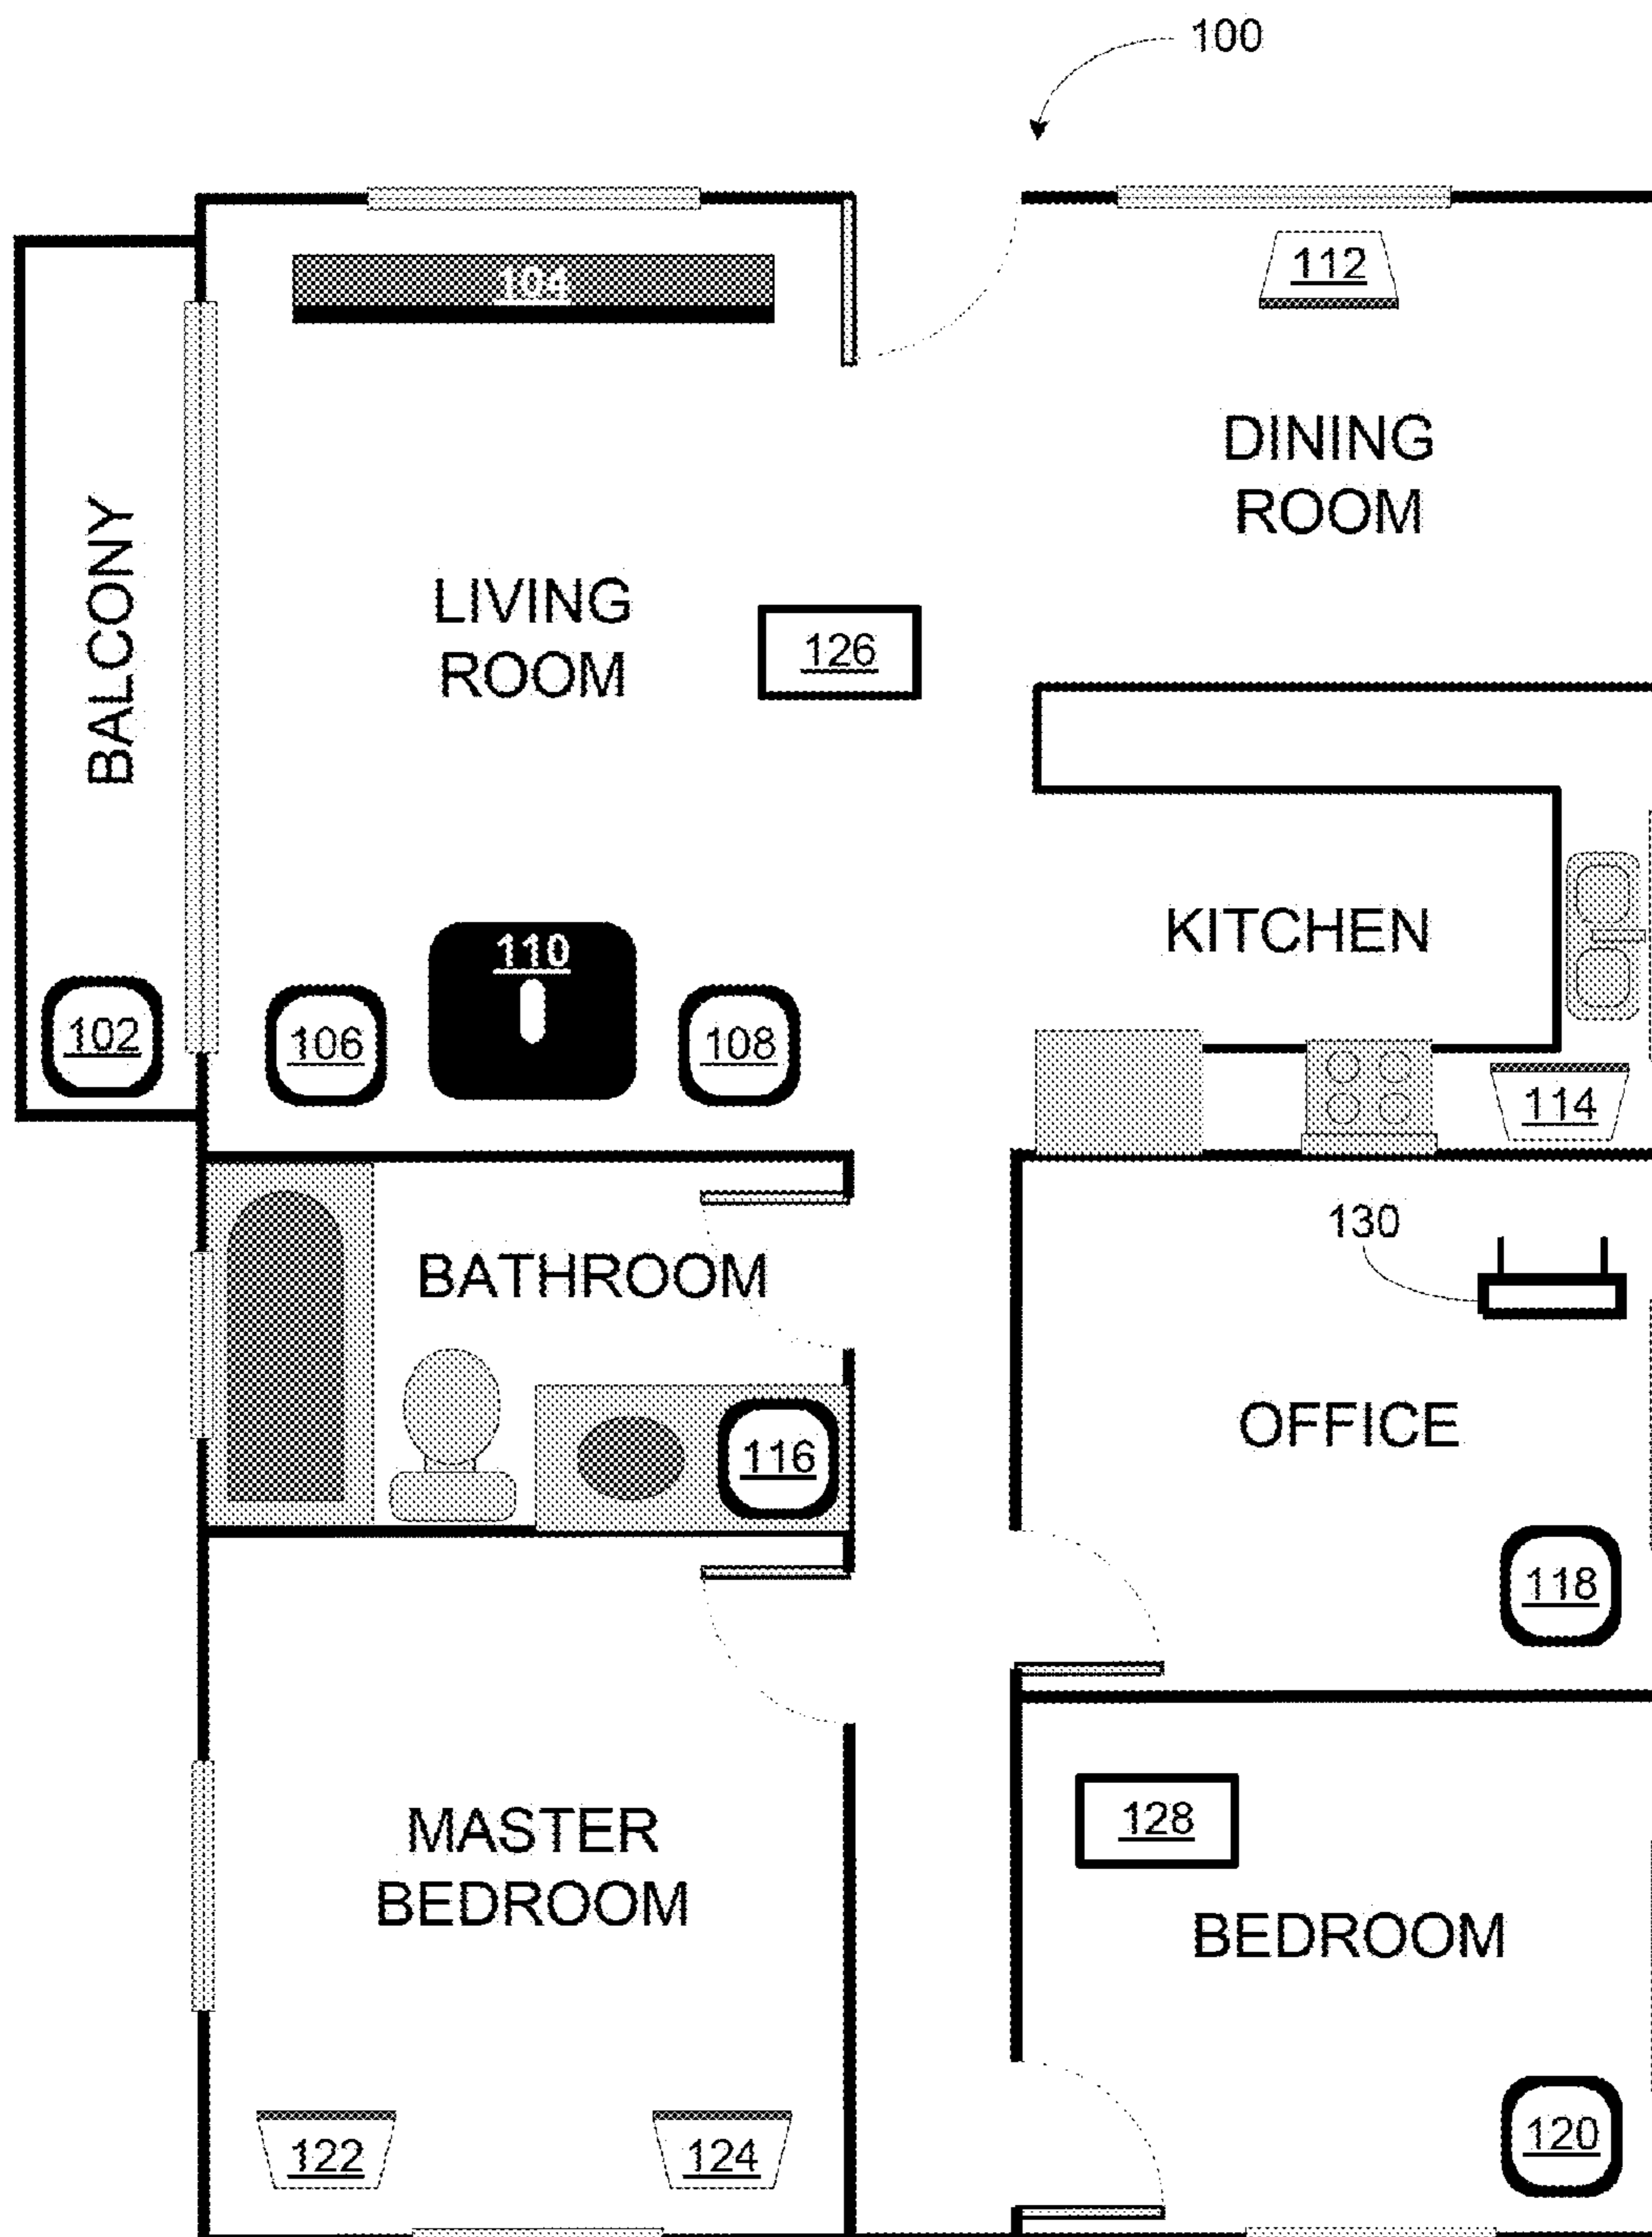 100
104
112
DINING
ROOM
BALCONY
LIVING
ROOM
126
110
KITCHEN
102
106
108
114
130
BATHROOM
OFFICE
116
118
MASTER
BEDROOM
128
BEDROOM
122
124
120